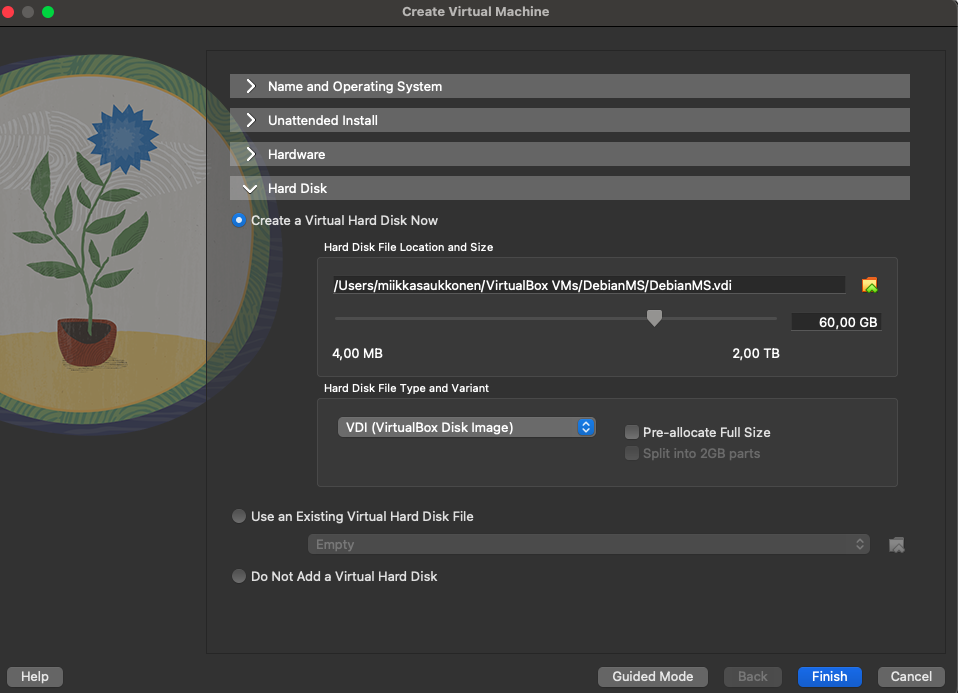 Create Virtual Machine
Name and Operating System
Unattended Install
Hardware
Hard Disk
Create a Virtual Hard Disk Now
Hard Disk File Location and Size
/Users/miikkasaukkonen/VirtualBox VMs/DebianMS/DebianMS.vdi
60,00 GB
4,00 MB 2,00 TB
Hard Disk File Type and Variant
VDI (VirtualBox Disk Image)
Pre-allocate Full Size
Split into 2GB parts
Use an Existing Virtual Hard Disk File
Empty
Do Not Add a Virtual Hard Disk
Help Guided Mode Back Finish Cancel